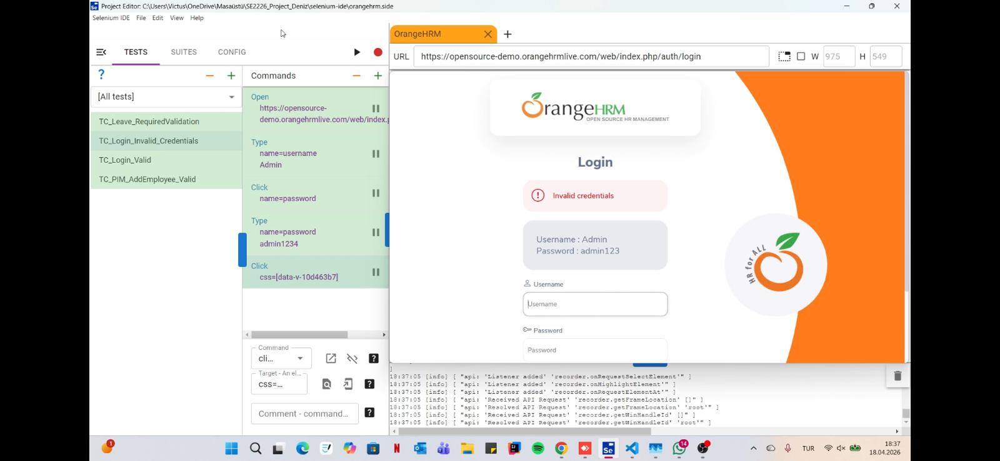 Project Editor: C:\Users\Victus\OneDrive\Masaüstü\SE2226_Project_Deniz\selenium-ide\orangehrm.side
Selenium IDE File Edit View Help
TESTS SUITES CONFIG
[All tests]
TC_Leave_RequiredValidation
TC_Login_Invalid_Credentials
TC_Login_Valid
TC_PIM_AddEmployee_Valid
Commands
Open
https://opensource-
demo.orangehrmlive.com/web/index.p
Type
name=username
Admin
Click
name=password
Type
name=password
admin1234
Click
css=[data-v-10d463b7]
Command
cli...
Target - An el...
css=...
Comment - command...
OrangeHRM
URL https://opensource-demo.orangehrmlive.com/web/index.php/auth/login W 975 H 549
OrangeHRM
OPEN SOURCE HR MANAGEMENT
Login
Invalid credentials
Username : Admin
Password : admin123
Username
Username
Password
Password
HR for ALL
]
18:37:05 [info] [ "api: 'Listener added' 'recorder.onRequestSelectElement'" ]
18:37:05 [info] [ "api: 'Listener added' 'recorder.onHighlightElement'" ]
18:37:05 [info] [ "api: 'Listener added' 'recorder.onRequestElementAt'" ]
18:37:05 [info] [ "api: 'Received API Request' 'recorder.getFrameLocation' []" ]
18:37:05 [info] [ "api: 'Resolved API Request' 'recorder.getFrameLocation' 'root'" ]
18:37:05 [info] [ "api: 'Received API Request' 'recorder.getWinHandleId' []" ]
18:37:05 [info] [ "api: 'Resolved API Request' 'recorder.getWinHandleId' 'root'" ]
1
N
Se
14
TUR
18:37
18.04.2026